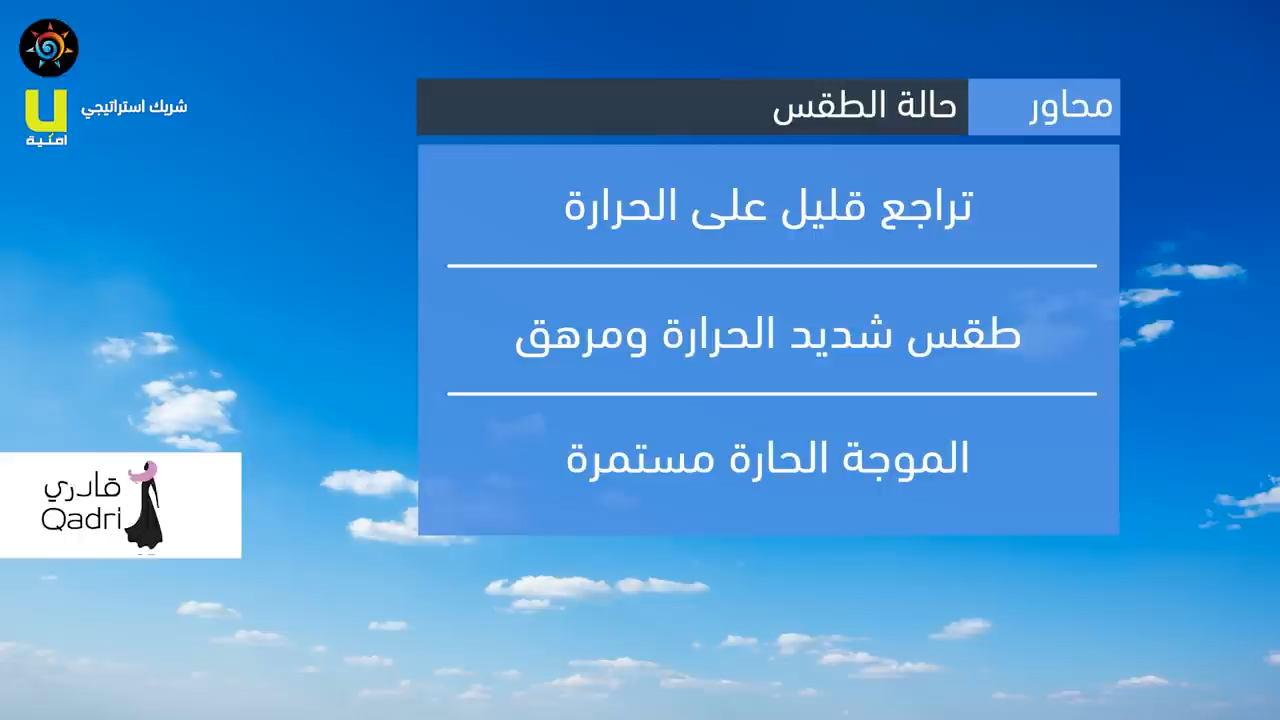 شريك استراتيجي
امنية
محاور
حالة الطقس
تراجع قليل على الحرارة
طقس شديد الحرارة ومرهق
الموجة الحارة مستمرة
قادري
Qadri